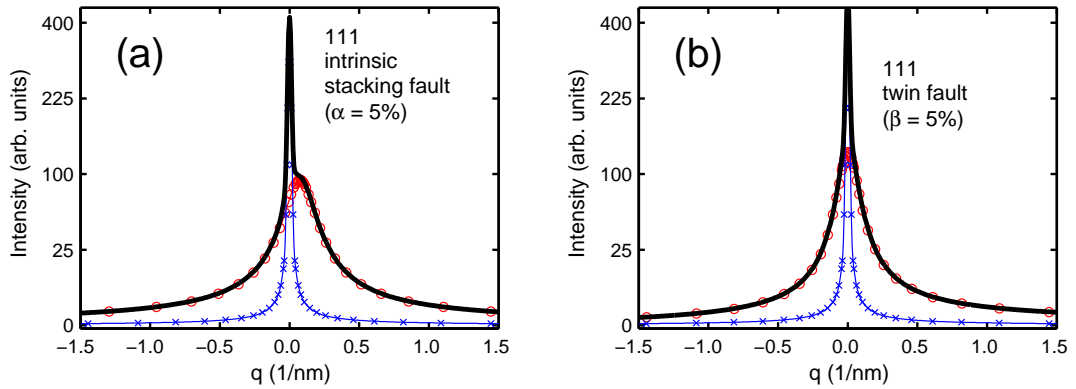 (a)
111
intrinsic
stacking fault
(α = 5%)
Intensity (arb. units)
400
225
100
25
0
−1.5 −1.0 −0.5 0.0 0.5 1.0 1.5
q (1/nm)
(b)
111
twin fault
(β = 5%)
Intensity (arb. units)
400
225
100
25
0
−1.5 −1.0 −0.5 0.0 0.5 1.0 1.5
q (1/nm)